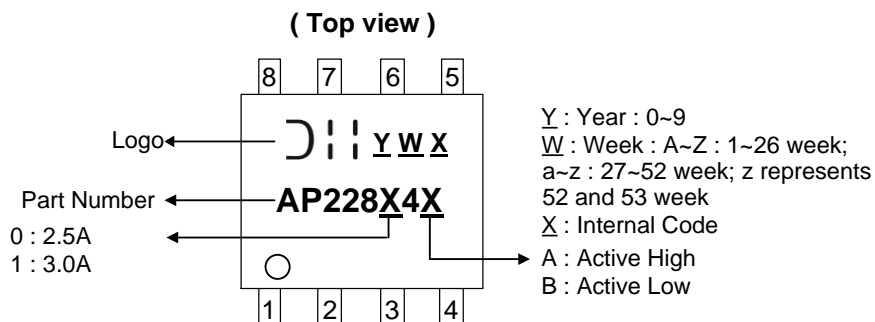 ( Top view )
8 7 6 5
Logo
Y W X
Part Number
AP228X4X
0 : 2.5A
1 : 3.0A
1 2 3 4
Y : Year : 0~9
W : Week : A~Z : 1~26 week;
a~z : 27~52 week; z represents
52 and 53 week
X : Internal Code
A : Active High
B : Active Low